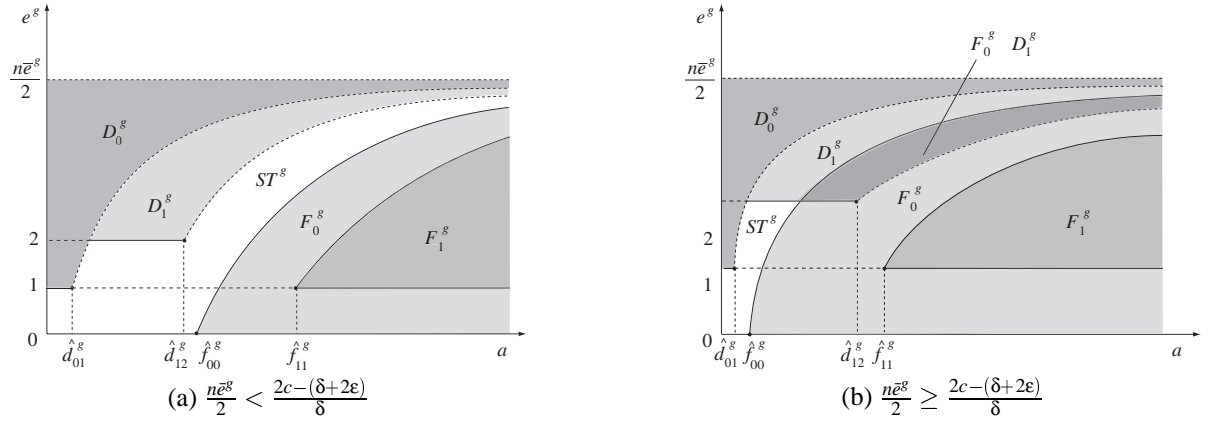 e^g
nē^g/2
D_0^g
D_1^g
ST^g
F_0^g
F_1^g
2
1
0
d̂_01^g d̂_12^g f̂_00^g f̂_11^g a
(a) nē^g/2 < 2c−(δ+2ε)/δ
e^g
F_0^g D_1^g
nē^g/2
D_0^g
D_1^g
ST^g
F_0^g
F_1^g
2
1
0
d̂_01^g f̂_00^g d̂_12^g f̂_11^g a
(b) nē^g/2 ≥ 2c−(δ+2ε)/δ